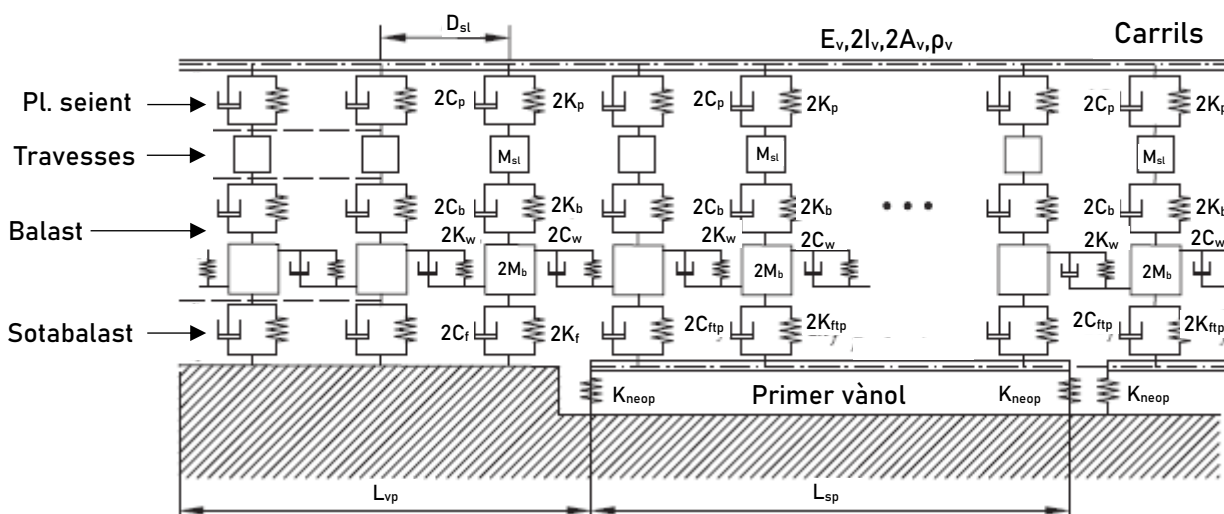 Dsl
Ev,2Iv,2Av,ρv
Carrils
Pl. seient
2Cp
2Kp
2Cp
2Kp
2Cp
2Kp
Travesses
Msl
Msl
Msl
Balast
2Cb
2Kb
2Cb
2Kb
2Cb
2Kb
2Kw
2Cw
2Kw
2Cw
2Kw
2Cw
2Mb
2Mb
2Mb
Sotabalast
2Cf
2Kf
2Cftp
2Kftp
2Cftp
2Kftp
Kneop
Primer vànol
Kneop
Kneop
Lvp
Lsp